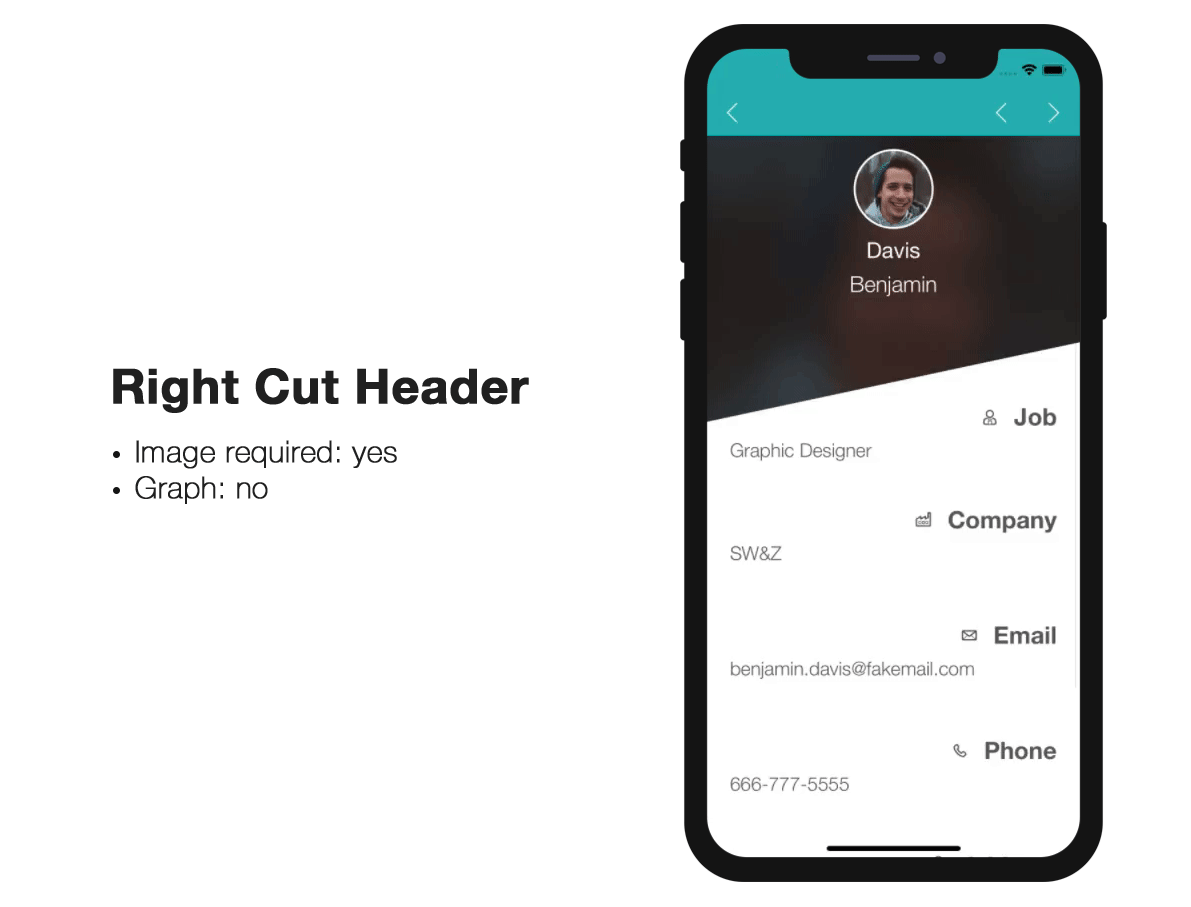 Right Cut Header
• Image required: yes
• Graph: no
Davis
Benjamin
Job
Graphic Designer
Company
SW&Z
Email
benjamin.davis@fakemail.com
Phone
666-777-5555